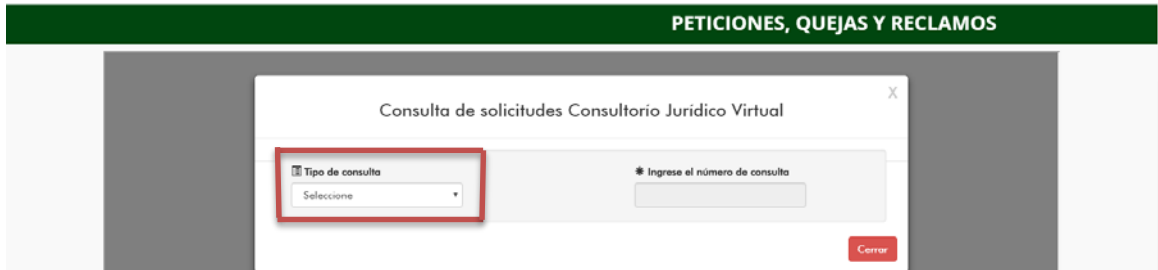 PETICIONES, QUEJAS Y RECLAMOS
X
Consulta de solicitudes Consultorio Jurídico Virtual
Tipo de consulta
Ingrese el número de consulta
Seleccione
Cerrar